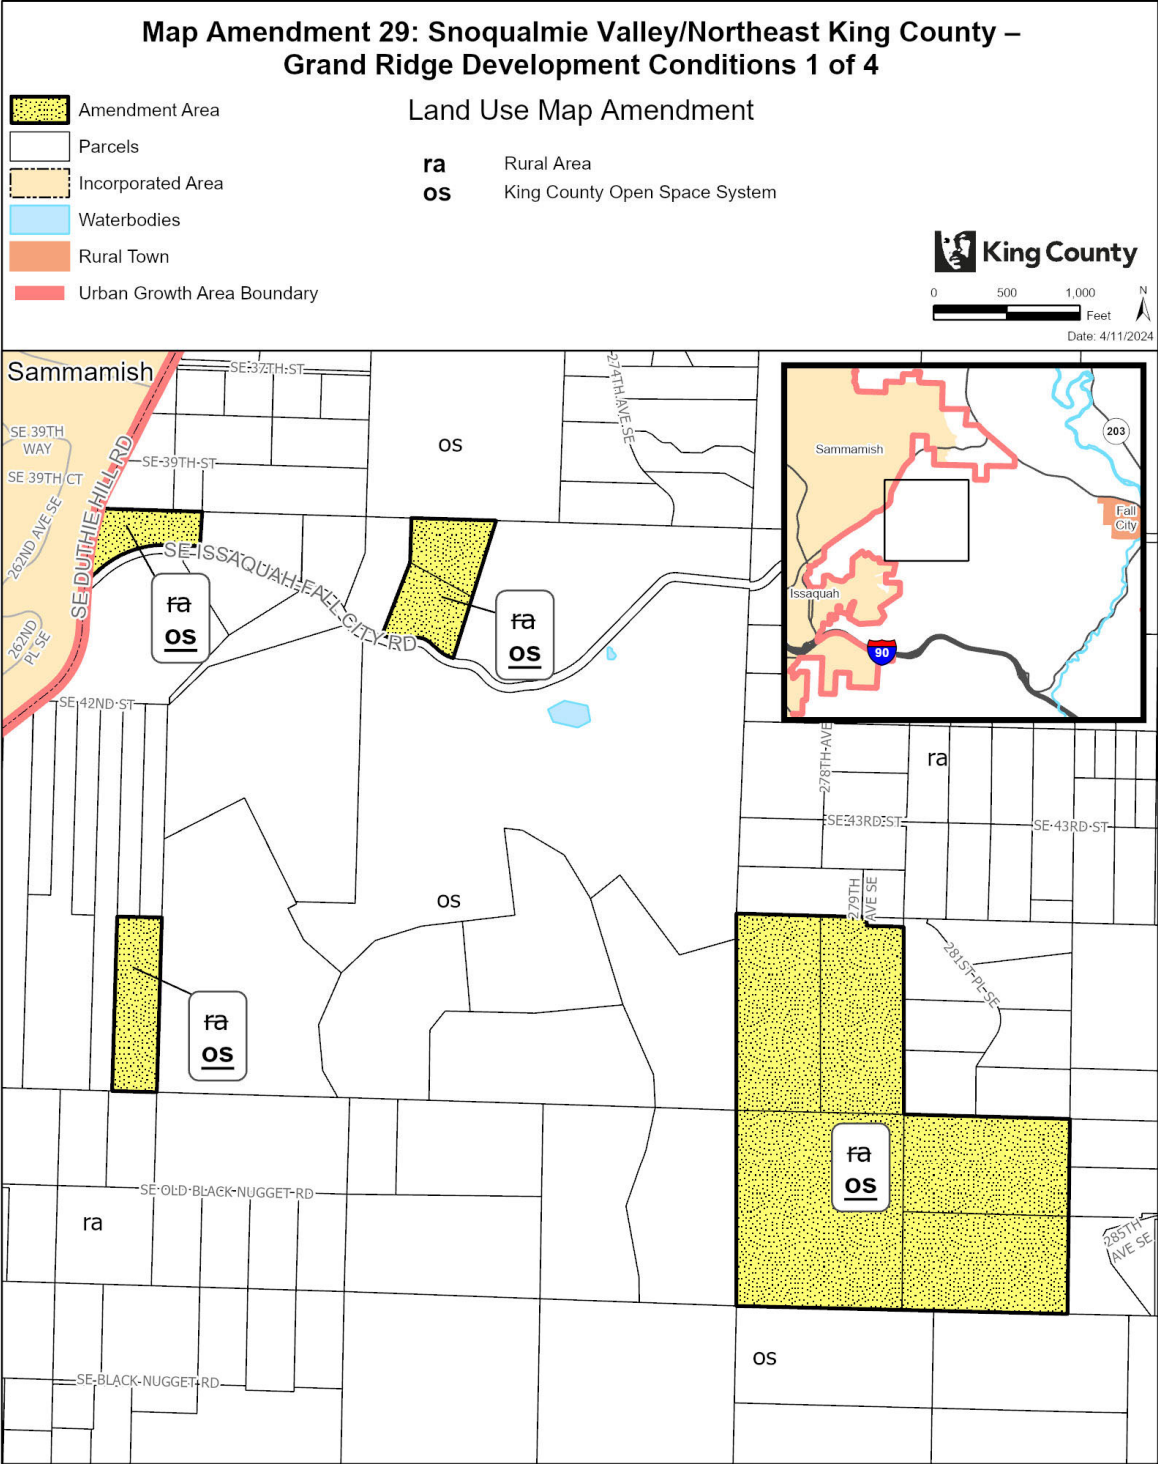 Map Amendment 29: Snoqualmie Valley/Northeast King County –
Grand Ridge Development Conditions 1 of 4
Land Use Map Amendment
Amendment Area
Parcels
Incorporated Area
Waterbodies
Rural Town
Urban Growth Area Boundary
ra Rural Area
os King County Open Space System
King County
0 500 1,000
Feet
N
Date: 4/11/2024
Sammamish
SE 37TH ST
274TH AVE SE
SE 39TH
WAY
SE 39TH CT
SE 39TH ST
262ND AVE SE
SE DUTHIE HILL RD
262ND
PL SE
os
SE ISSAQUAH-FALL CITY RD
ra
os
ra
os
SE 42ND ST
Sammamish
203
Fall
City
Issaquah
90
278TH AVE
ra
SE 43RD ST
SE 43RD ST
279TH
AVE SE
os
281ST PL SE
ra
os
ra
os
SE OLD BLACK NUGGET RD
ra
285TH
AVE SE
os
SE BLACK NUGGET RD